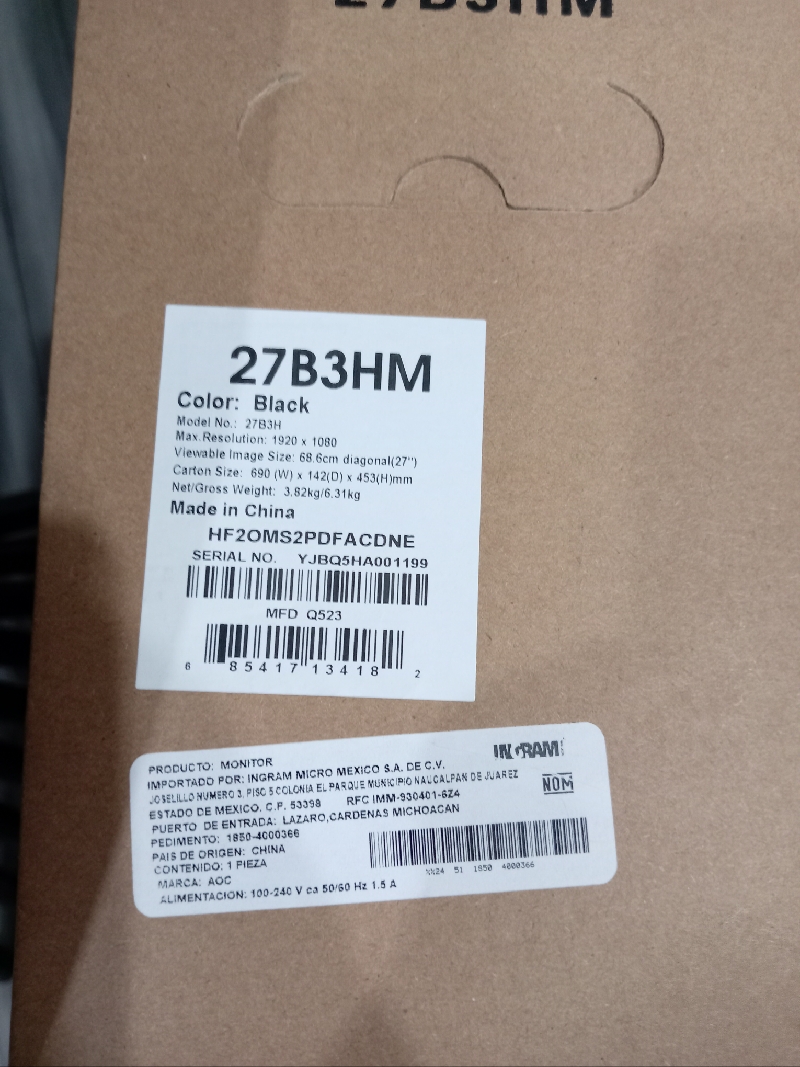 27B3HM
27B3HM
Color: Black
Model No.: 27B3H
Max.Resolution: 1920 x 1080
Viewable Image Size: 68.6cm diagonal(27")
Carton Size: 690 (W) x 142(D) x 453(H)mm
Net/Gross Weight: 3.82kg/6.31kg
Made in China
HF2OMS2PDFACDNE
SERIAL NO. YJBQ5HA001199
MFD Q523
6 85417 13418 2
INGRAM
PRODUCTO: MONITOR
IMPORTADO POR: INGRAM MICRO MEXICO S.A. DE C.V.
JOSELILLO NUMERO 3, PISO 5 COLONIA EL PARQUE MUNICIPIO NAUCALPAN DE JUAREZ
NOM
ESTADO DE MEXICO, C.P. 53398 RFC IMM-930401-6Z4
PUERTO DE ENTRADA: LAZARO,CARDENAS MICHOACAN
PEDIMENTO: 1850-4000366
PAIS DE ORIGEN: CHINA
CONTENIDO: 1 PIEZA
24 51 1850 4000366
MARCA: AOC
ALIMENTACION: 100-240 V ca 50/60 Hz 1.5 A